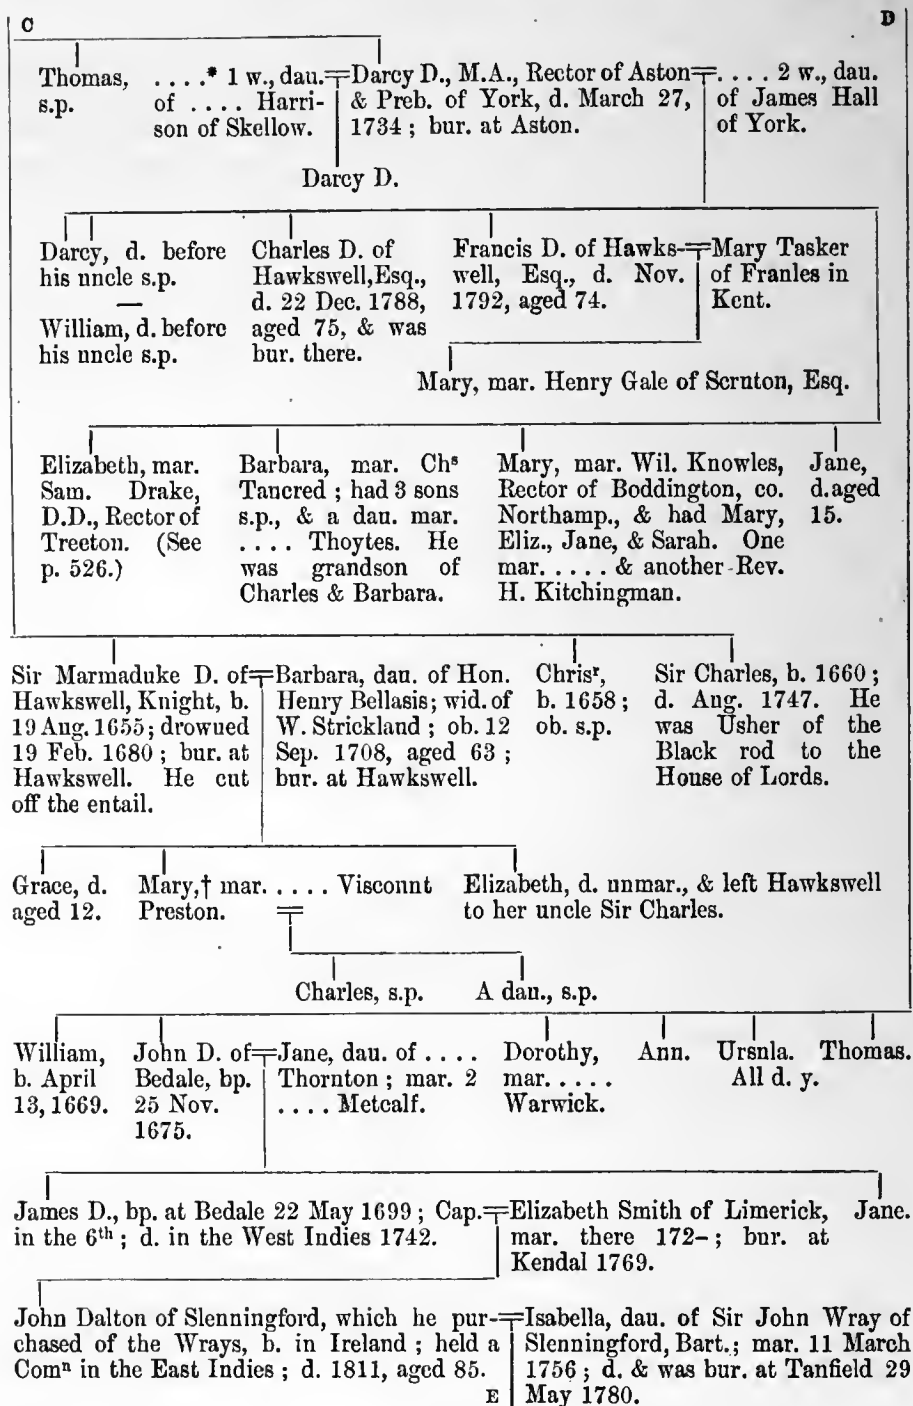 C D
Thomas,
s.p.
. . . .* 1 w., dau.
of . . . . Harri-
son of Skellow.
Darcy D., M.A., Rector of Aston
& Preb. of York, d. March 27,
1734 ; bur. at Aston.
. . . . 2 w., dau.
of James Hall
of York.
Darcy D.
Darcy, d. before
his uncle s.p.
—
William, d. before
his uncle s.p.
Charles D. of
Hawkswell, Esq.,
d. 22 Dec. 1788,
aged 75, & was
bur. there.
Francis D. of Hawks-
well, Esq., d. Nov.
1792, aged 74.
Mary Tasker
of Franles in
Kent.
Mary, mar. Henry Gale of Scruton, Esq.
Elizabeth, mar.
Sam. Drake,
D.D., Rector of
Treeton. (See
p. 526.)
Barbara, mar. Chˢ
Tancred ; had 3 sons
s.p., & a dau. mar.
. . . . Thoytes. He
was grandson of
Charles & Barbara.
Mary, mar. Wil. Knowles,
Rector of Boddington, co.
Northamp., & had Mary,
Eliz., Jane, & Sarah. One
mar. . . . . & another Rev.
H. Kitchingman.
Jane,
d. aged
15.
Sir Marmaduke D. of
Hawkswell, Knight, b.
19 Aug. 1655 ; drowned
19 Feb. 1680 ; bur. at
Hawkswell. He cut
off the entail.
Barbara, dau. of Hon.
Henry Bellasis ; wid. of
W. Strickland ; ob. 12
Sep. 1708, aged 63 ;
bur. at Hawkswell.
Chrisʳ,
b. 1658 ;
ob. s.p.
Sir Charles, b. 1660 ;
d. Aug. 1747. He
was Usher of the
Black rod to the
House of Lords.
Grace, d.
aged 12.
Mary,† mar. . . . . Viscount
Preston.
Elizabeth, d. unmar., & left Hawkswell
to her uncle Sir Charles.
Charles, s.p. A dau., s.p.
William,
b. April
13, 1669.
John D. of
Bedale, bp.
25 Nov.
1675.
Jane, dau. of . . . .
Thornton ; mar. 2
. . . . Metcalf.
Dorothy,
mar. . . . .
Warwick.
Ann. Ursula. Thomas.
All d. y.
James D., bp. at Bedale 22 May 1699 ; Cap.
in the 6ᵗʰ ; d. in the West Indies 1742.
Elizabeth Smith of Limerick,
mar. there 172– ; bur. at
Kendal 1769.
Jane.
John Dalton of Slenningford, which he pur-
chased of the Wrays, b. in Ireland ; held a
Comⁿ in the East Indies ; d. 1811, aged 85.
Isabella, dau. of Sir John Wray of
Slenningford, Bart.; mar. 11 March
1756 ; d. & was bur. at Tanfield 29
May 1780.
E